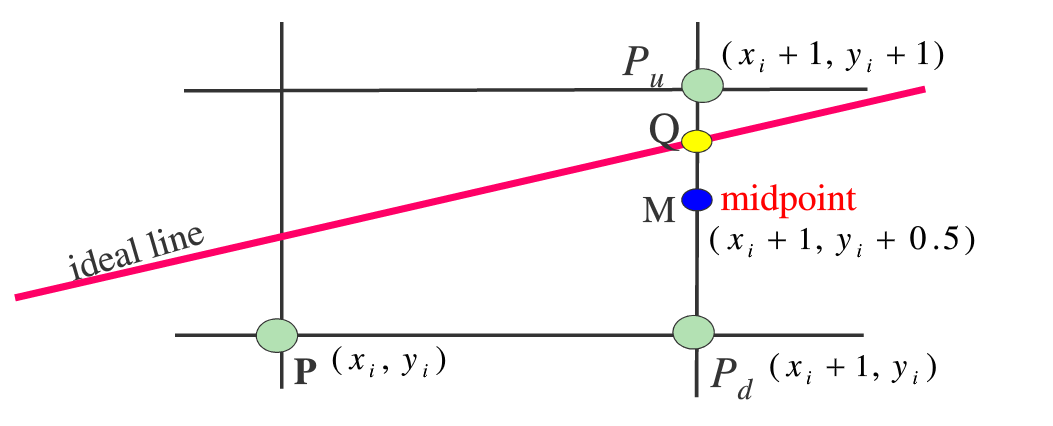 P_u (x_i + 1, y_i + 1)
Q
M midpoint
(x_i + 1, y_i + 0.5)
ideal line
P (x_i, y_i)
P_d (x_i + 1, y_i)